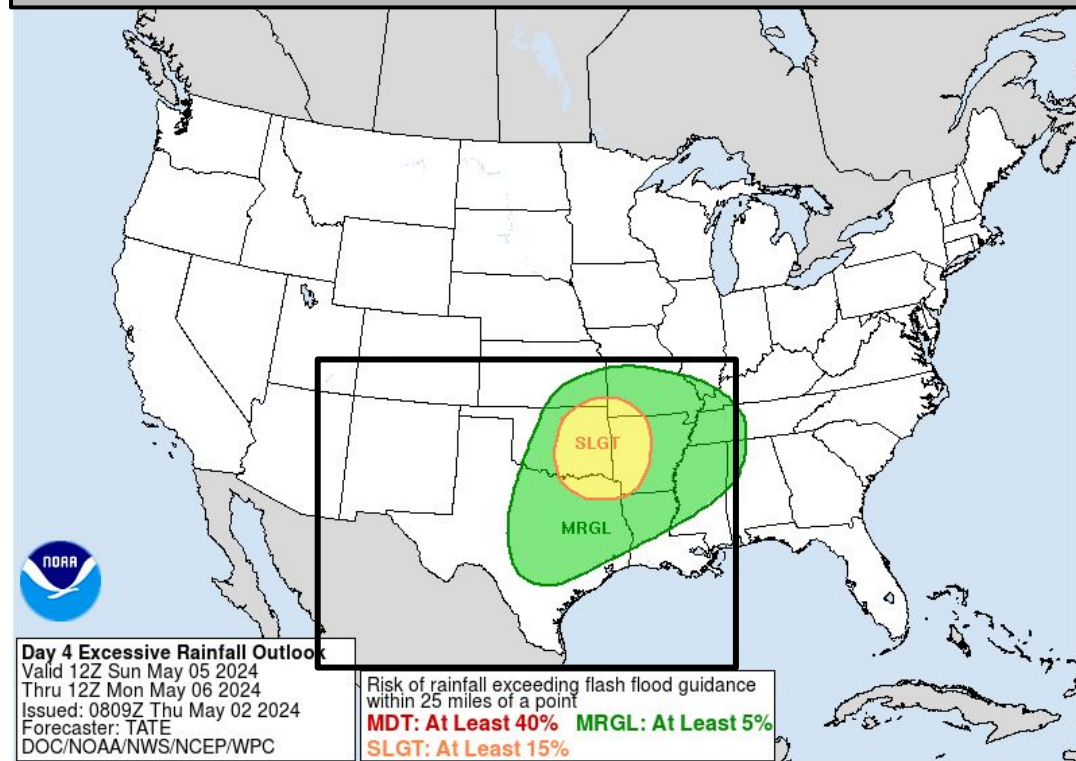 SLGT
MRGL
NOAA
Day 4 Excessive Rainfall Outlook
Valid 12Z Sun May 05 2024
Thru 12Z Mon May 06 2024
Issued: 0809Z Thu May 02 2024
Forecaster: TATE
DOC/NOAA/NWS/NCEP/WPC
Risk of rainfall exceeding flash flood guidance
within 25 miles of a point
MDT: At Least 40% MRGL: At Least 5%
SLGT: At Least 15%